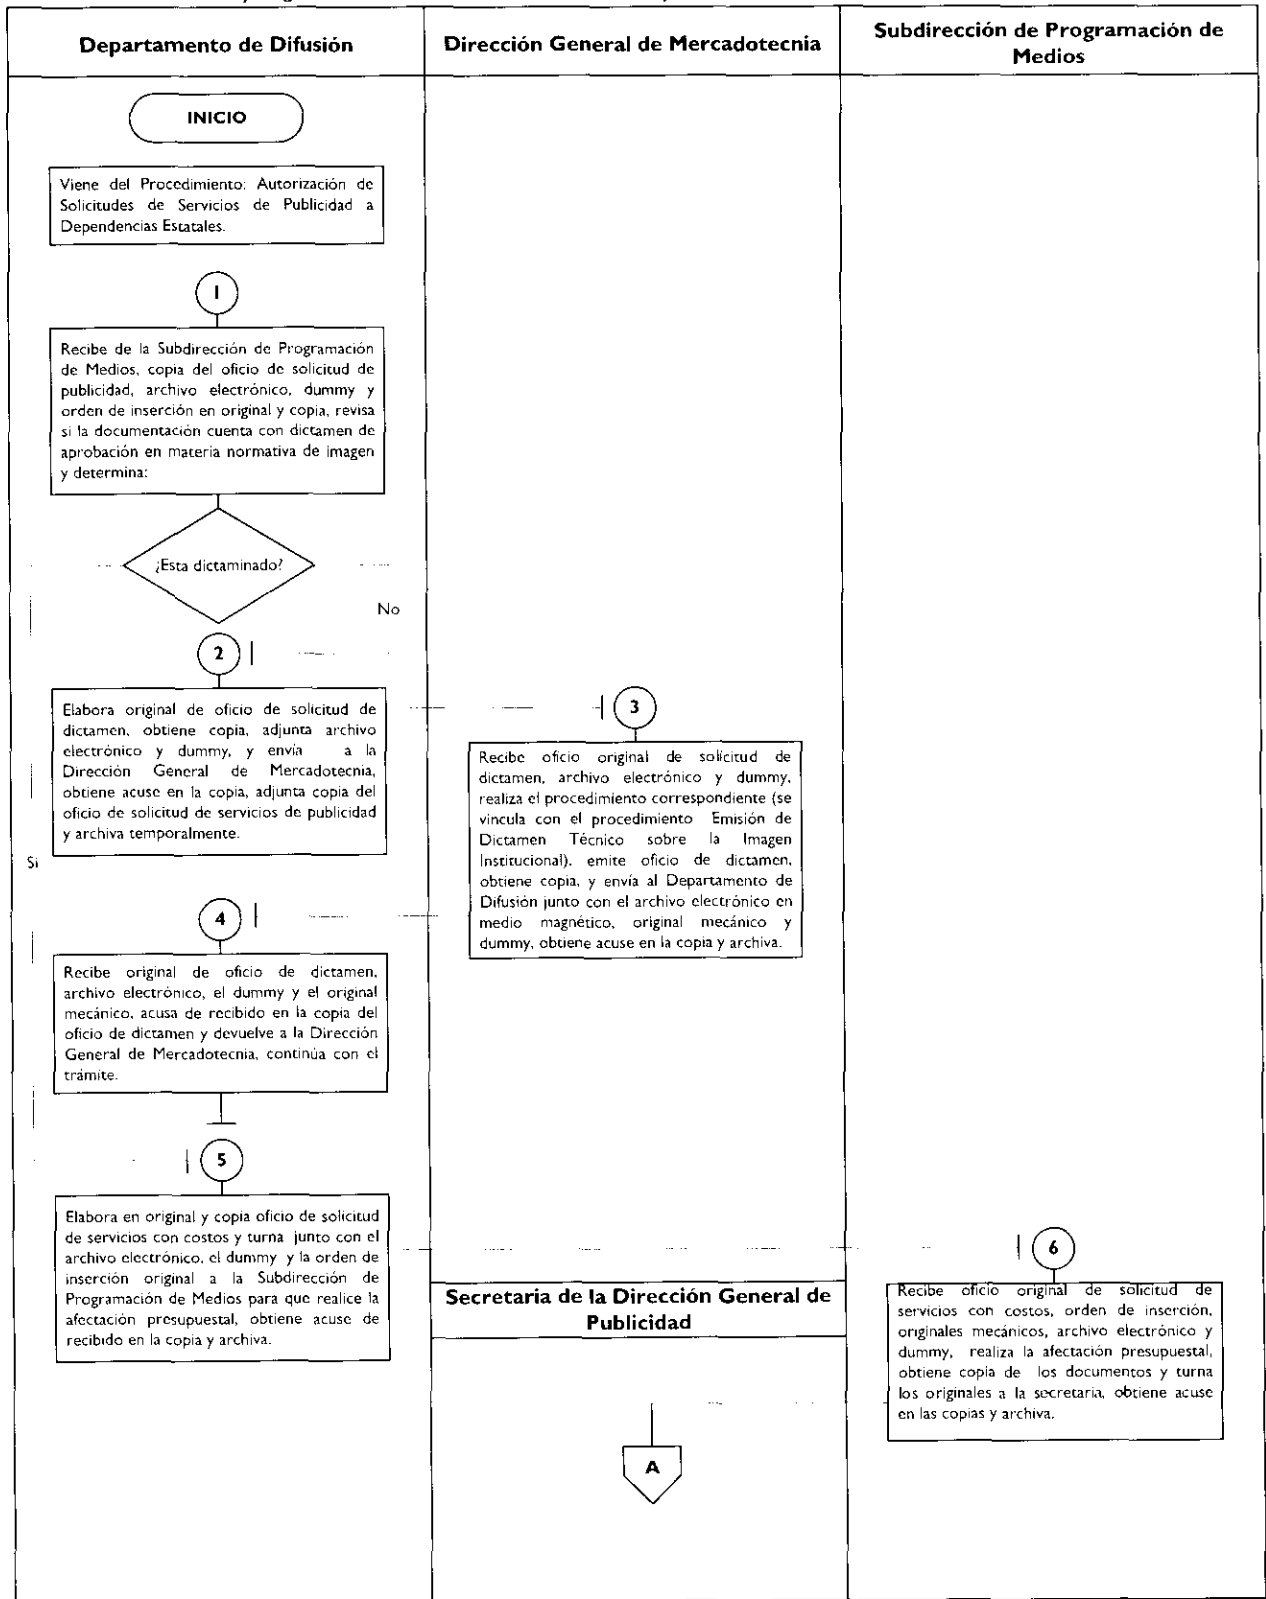 Departamento de Difusión
Dirección General de Mercadotecnia
Subdirección de Programación de
Medios
INICIO
Viene del Procedimiento: Autorización de
Solicitudes de Servicios de Publicidad a
Dependencias Estatales.
1
Recibe de la Subdirección de Programación
de Medios, copia del oficio de solicitud de
publicidad, archivo electrónico, dummy y
orden de inserción en original y copia, revisa
si la documentación cuenta con dictamen de
aprobación en materia normativa de imagen
y determina:
¿Esta dictaminado?
No
Si
2
Elabora original de oficio de solicitud de
dictamen, obtiene copia, adjunta archivo
electrónico y dummy, y envía a la
Dirección General de Mercadotecnia,
obtiene acuse en la copia, adjunta copia del
oficio de solicitud de servicios de publicidad
y archiva temporalmente.
3
Recibe oficio original de solicitud de
dictamen, archivo electrónico y dummy,
realiza el procedimiento correspondiente (se
vincula con el procedimiento Emisión de
Dictamen Técnico sobre la Imagen
Institucional), emite oficio de dictamen,
obtiene copia, y envía al Departamento de
Difusión junto con el archivo electrónico en
medio magnético, original mecánico y
dummy, obtiene acuse en la copia y archiva.
4
Recibe original de oficio de dictamen,
archivo electrónico, el dummy y el original
mecánico, acusa de recibido en la copia del
oficio de dictamen y devuelve a la Dirección
General de Mercadotecnia, continúa con el
trámite.
5
Elabora en original y copia oficio de solicitud
de servicios con costos y turna junto con el
archivo electrónico, el dummy y la orden de
inserción original a la Subdirección de
Programación de Medios para que realice la
afectación presupuestal, obtiene acuse de
recibido en la copia y archiva.
6
Recibe oficio original de solicitud de
servicios con costos, orden de inserción,
originales mecánicos, archivo electrónico y
dummy, realiza la afectación presupuestal,
obtiene copia de los documentos y turna
los originales a la secretaria, obtiene acuse
en las copias y archiva.
Secretaria de la Dirección General de
Publicidad
A